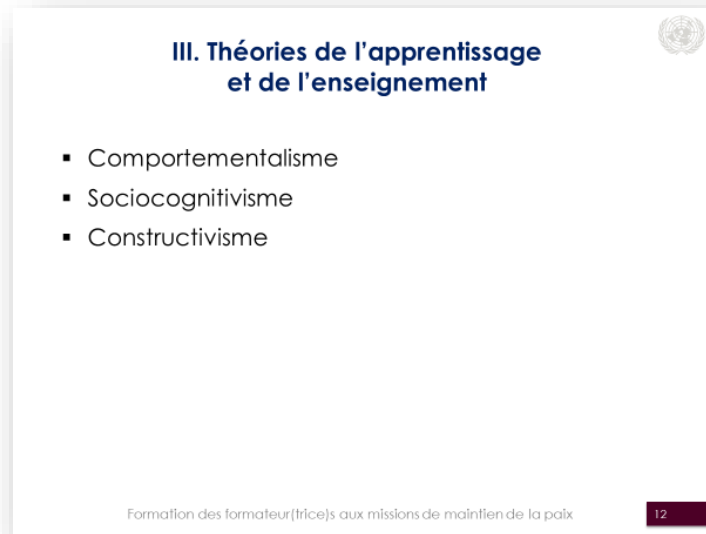 III. Théories de l’apprentissage
et de l’enseignement
▪ Comportementalisme
▪ Sociocognitivisme
▪ Constructivisme
Formation des formateur(trice)s aux missions de maintien de la paix
12